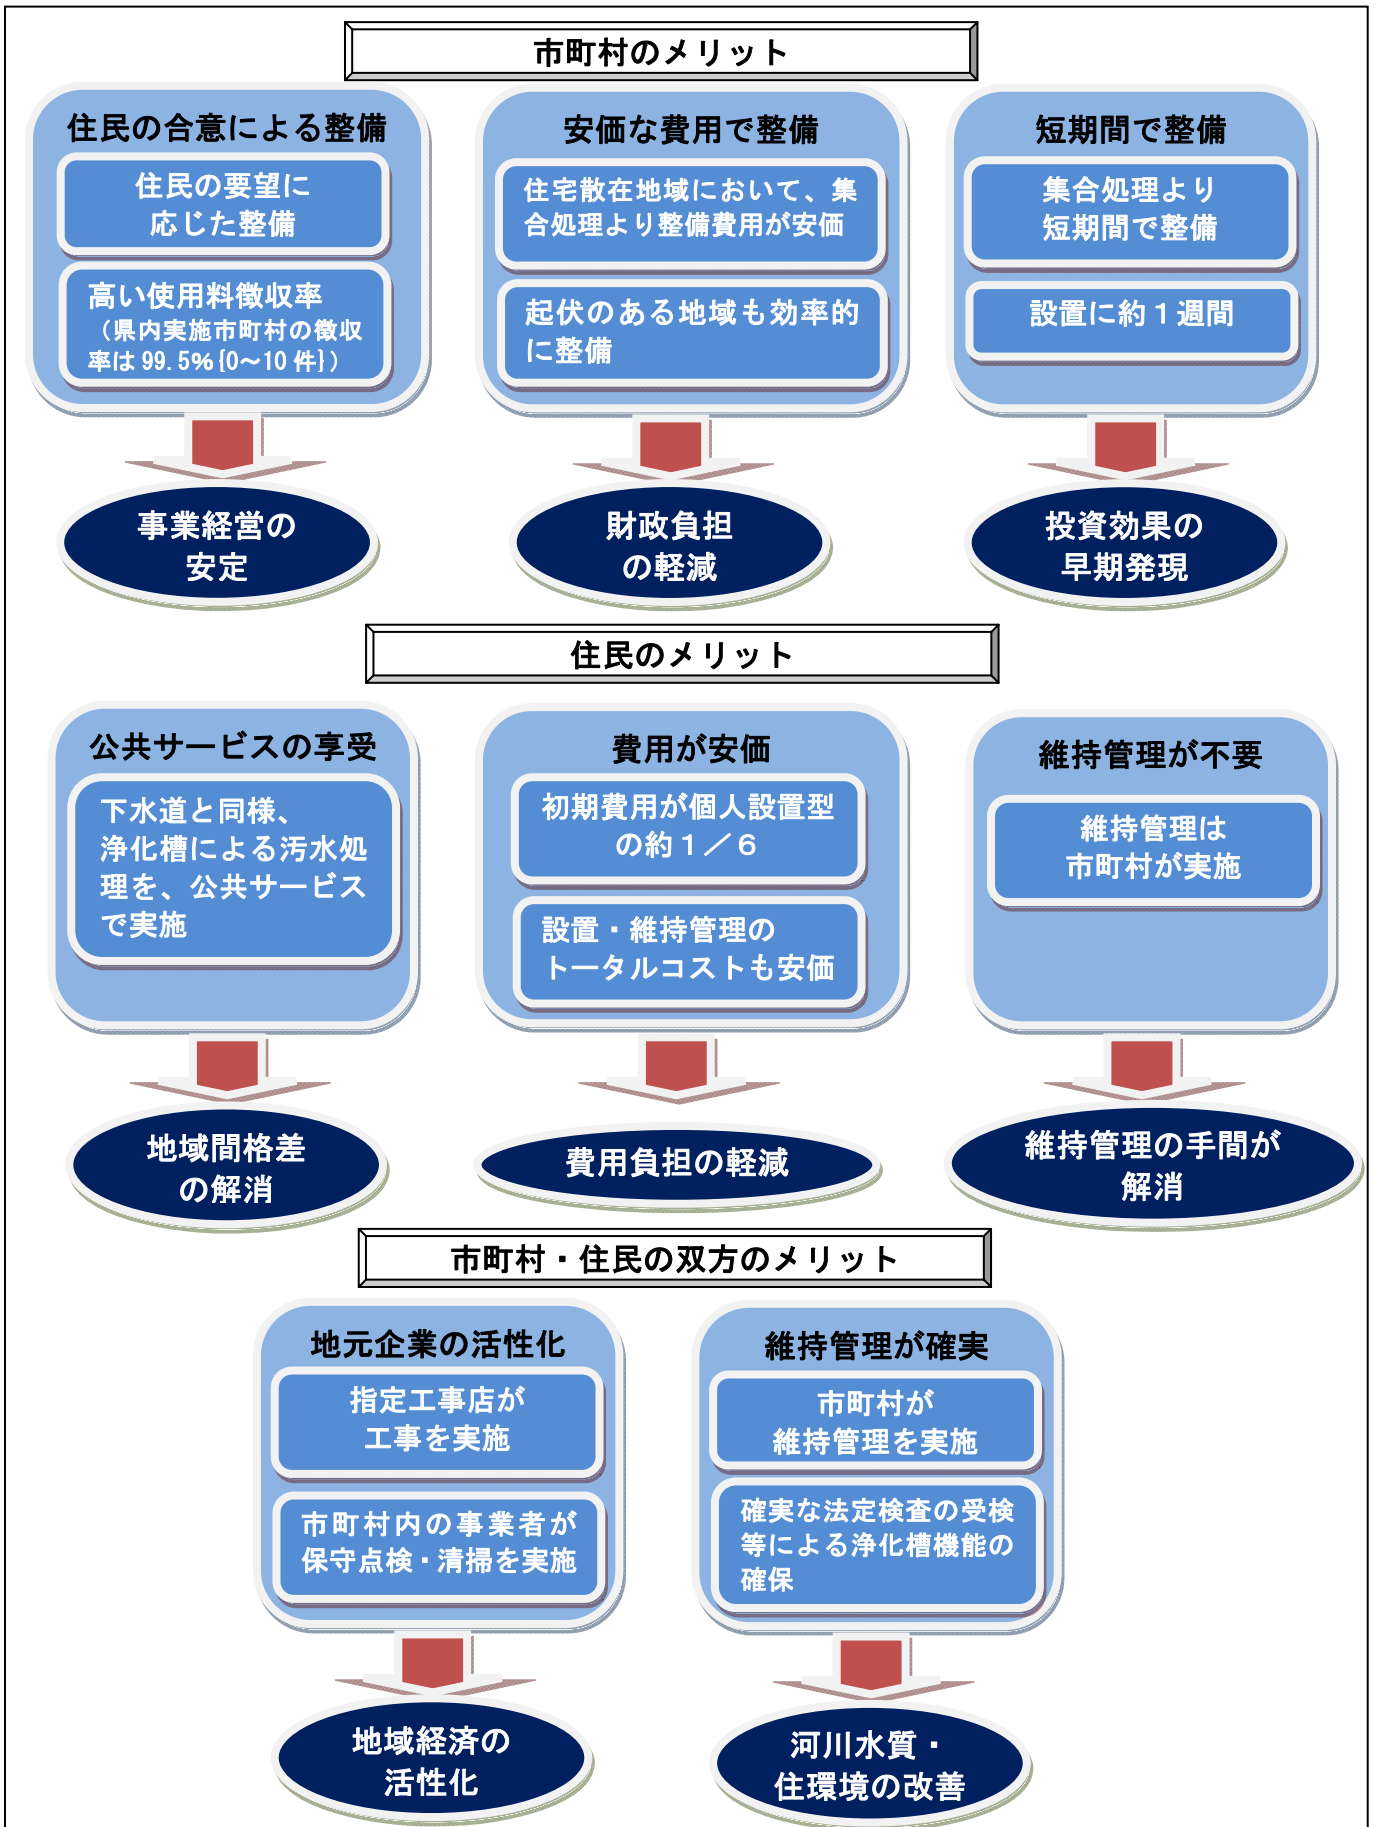 市町村のメリット
住民の合意による整備
住民の要望に
応じた整備
高い使用料徴収率
（県内実施市町村の徴収
率は 99.5%{0～10 件}）
事業経営の
安定
安価な費用で整備
住宅散在地域において、集
合処理より整備費用が安価
起伏のある地域も効率的
に整備
財政負担
の軽減
短期間で整備
集合処理より
短期間で整備
設置に約１週間
投資効果の
早期発現
住民のメリット
公共サービスの享受
下水道と同様、
浄化槽による汚水処
理を、公共サービス
で実施
地域間格差
の解消
費用が安価
初期費用が個人設置型
の約１／６
設置・維持管理の
トータルコストも安価
費用負担の軽減
維持管理が不要
維持管理は
市町村が実施
維持管理の手間が
解消
市町村・住民の双方のメリット
地元企業の活性化
指定工事店が
工事を実施
市町村内の事業者が
保守点検・清掃を実施
地域経済の
活性化
維持管理が確実
市町村が
維持管理を実施
確実な法定検査の受検
等による浄化槽機能の
確保
河川水質・
住環境の改善